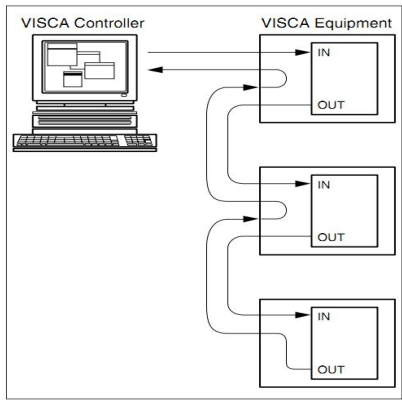 VISCA Controller
VISCA Equipment
IN
OUT
IN
OUT
IN
OUT